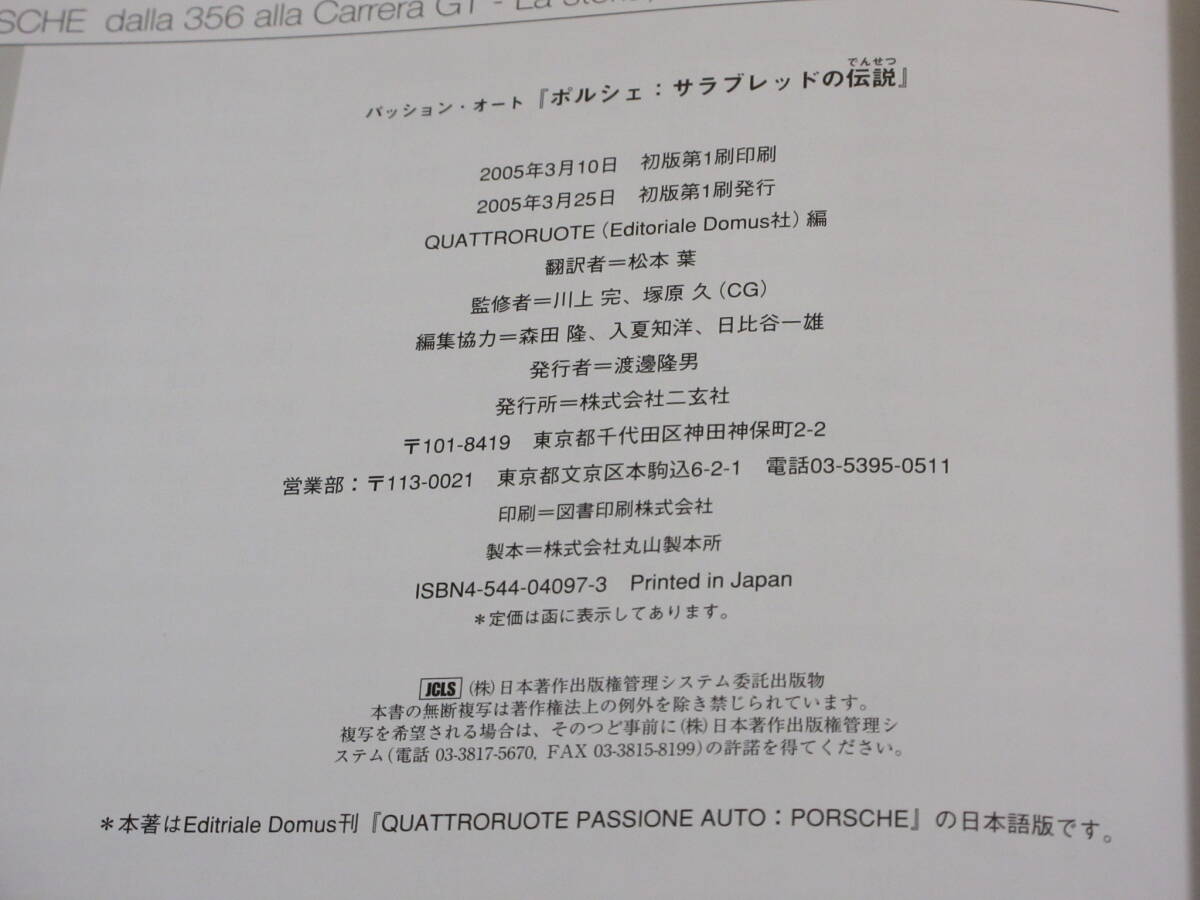 SCHE dalla 356 alla Carrera GT - La
でんせつ
パッション・オート『ポルシェ：サラブレッドの伝説』
2005年3月10日　初版第1刷印刷
2005年3月25日　初版第1刷発行
QUATTRORUOTE（Editoriale Domus社）編
翻訳者＝松本 葉
監修者＝川上 完、塚原 久（CG）
編集協力＝森田 隆、入夏知洋、日比谷一雄
発行者＝渡邊隆男
発行所＝株式会社二玄社
〒101-8419　東京都千代田区神田神保町2-2
営業部：〒113-0021　東京都文京区本駒込6-2-1　電話03-5395-0511
印刷＝図書印刷株式会社
製本＝株式会社丸山製本所
ISBN4-544-04097-3　Printed in Japan
＊定価は函に表示してあります。
JCLS（株）日本著作出版権管理システム委託出版物
本書の無断複写は著作権法上の例外を除き禁じられています。
複写を希望される場合は、そのつど事前に（株）日本著作出版権管理シ
ステム（電話 03-3817-5670, FAX 03-3815-8199）の許諾を得てください。
＊本著はEditriale Domus刊『QUATTRORUOTE PASSIONE AUTO：PORSCHE』の日本語版です。